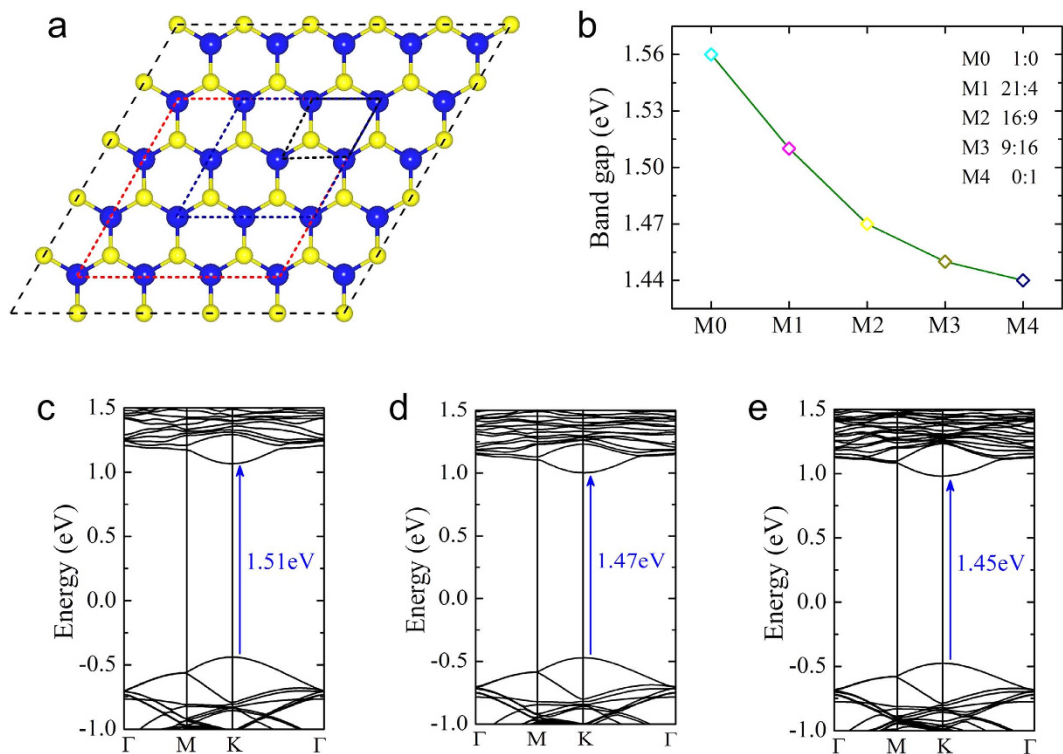 a
b
1.56
1.53
1.50
1.47
1.44
Band gap (eV)
M0 1:0
M1 21:4
M2 16:9
M3 9:16
M4 0:1
M0 M1 M2 M3 M4
c
1.5
1.0
0.5
0.0
-0.5
-1.0
Energy (eV)
1.51eV
Γ M K Γ
d
1.5
1.0
0.5
0.0
-0.5
-1.0
Energy (eV)
1.47eV
Γ M K Γ
e
1.5
1.0
0.5
0.0
-0.5
-1.0
Energy (eV)
1.45eV
Γ M K Γ